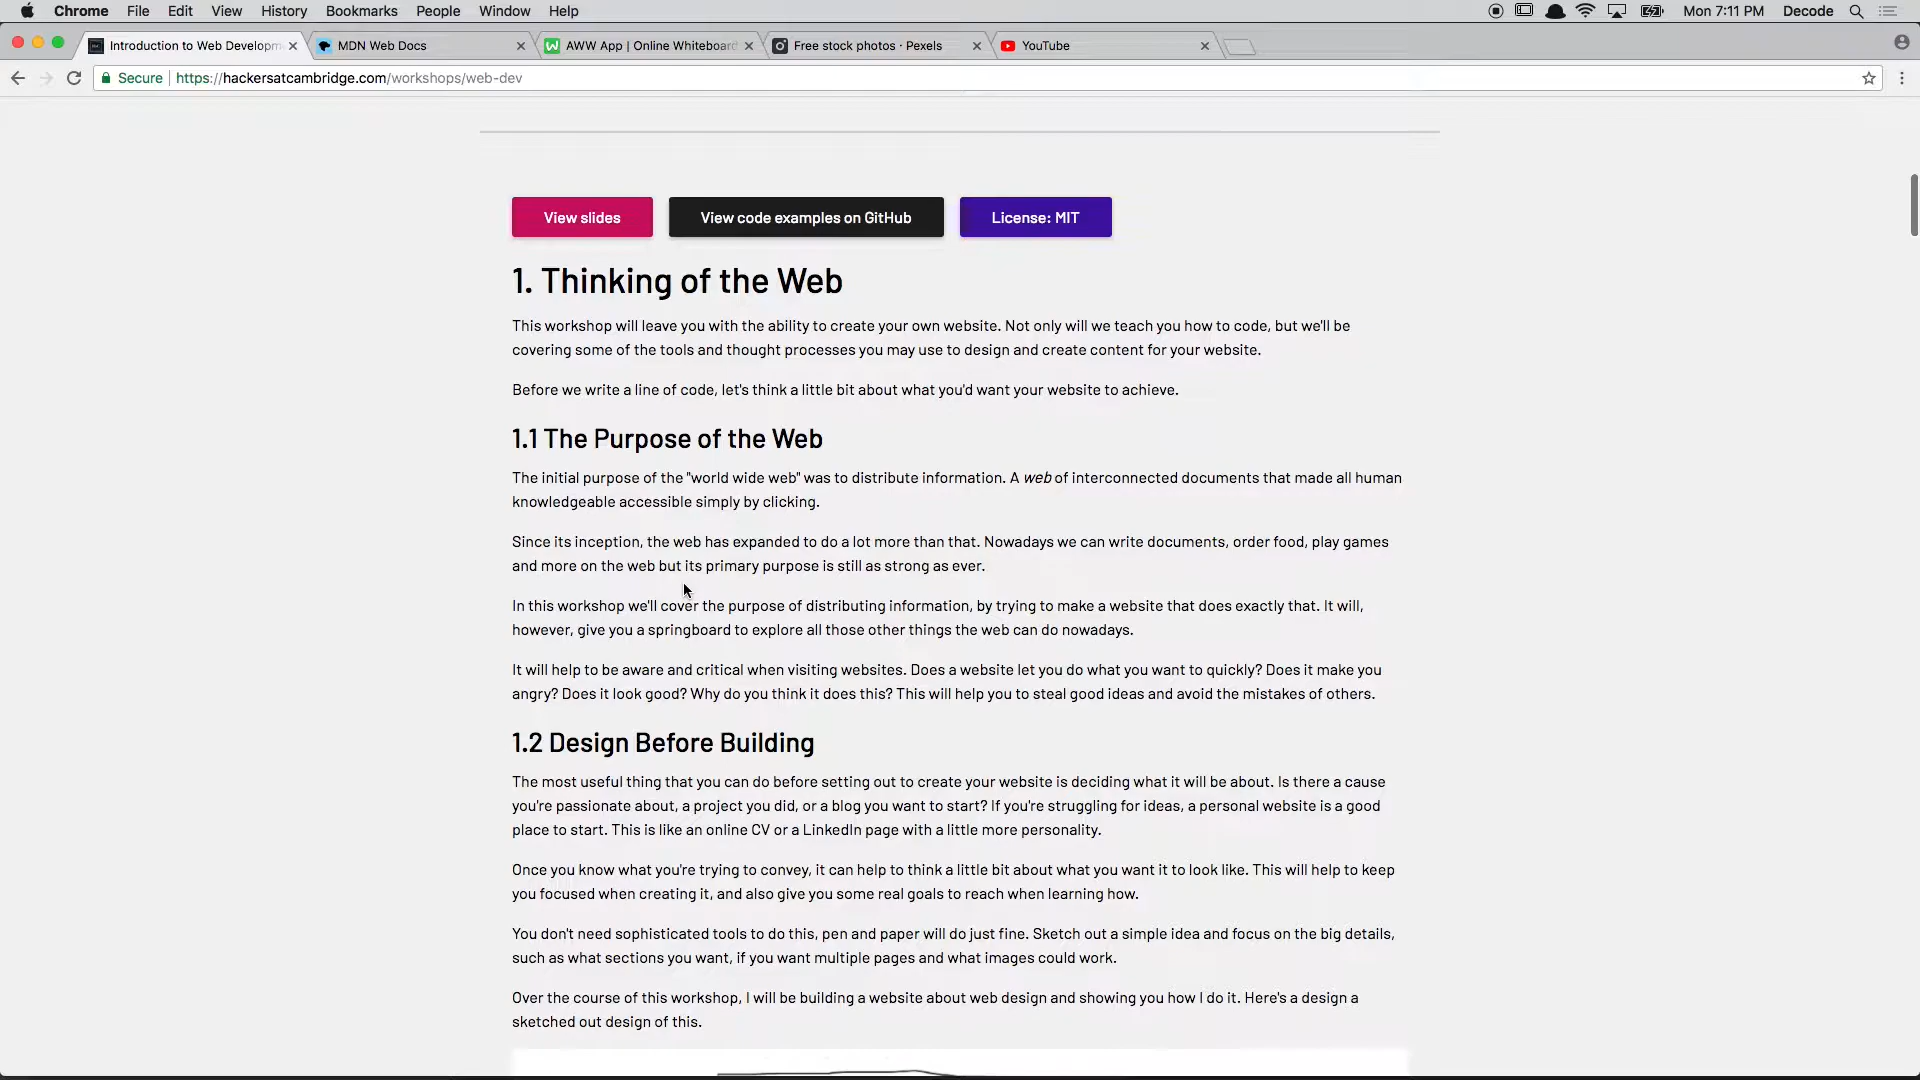 Chrome File Edit View History Bookmarks People Window Help Mon 7:11 PM Decode
Introduction to Web Developm MDN Web Docs AWW App | Online Whiteboard Free stock photos · Pexels YouTube
Secure https://hackersatcambridge.com/workshops/web-dev
View slides View code examples on GitHub License: MIT
1. Thinking of the Web
This workshop will leave you with the ability to create your own website. Not only will we teach you how to code, but we'll be
covering some of the tools and thought processes you may use to design and create content for your website.
Before we write a line of code, let's think a little bit about what you'd want your website to achieve.
1.1 The Purpose of the Web
The initial purpose of the "world wide web" was to distribute information. A web of interconnected documents that made all human
knowledgeable accessible simply by clicking.
Since its inception, the web has expanded to do a lot more than that. Nowadays we can write documents, order food, play games
and more on the web but its primary purpose is still as strong as ever.
In this workshop we'll cover the purpose of distributing information, by trying to make a website that does exactly that. It will,
however, give you a springboard to explore all those other things the web can do nowadays.
It will help to be aware and critical when visiting websites. Does a website let you do what you want to quickly? Does it make you
angry? Does it look good? Why do you think it does this? This will help you to steal good ideas and avoid the mistakes of others.
1.2 Design Before Building
The most useful thing that you can do before setting out to create your website is deciding what it will be about. Is there a cause
you're passionate about, a project you did, or a blog you want to start? If you're struggling for ideas, a personal website is a good
place to start. This is like an online CV or a LinkedIn page with a little more personality.
Once you know what you're trying to convey, it can help to think a little bit about what you want it to look like. This will help to keep
you focused when creating it, and also give you some real goals to reach when learning how.
You don't need sophisticated tools to do this, pen and paper will do just fine. Sketch out a simple idea and focus on the big details,
such as what sections you want, if you want multiple pages and what images could work.
Over the course of this workshop, I will be building a website about web design and showing you how I do it. Here's a design a
sketched out design of this.